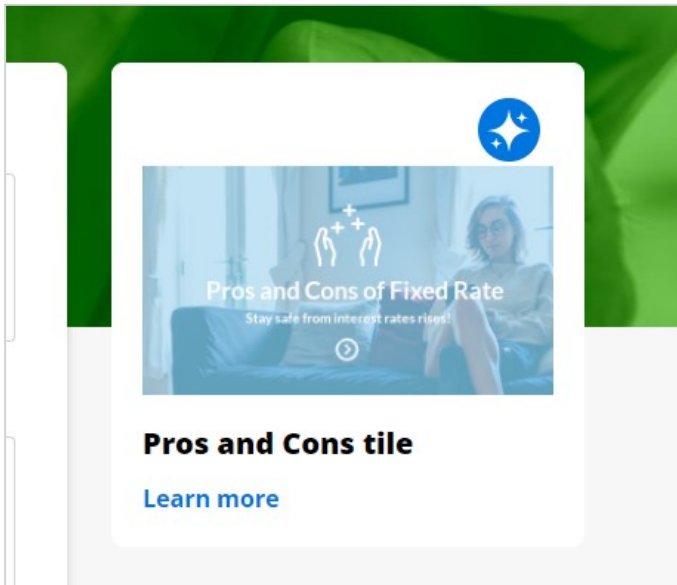 Pros and Cons of Fixed Rate
Stay safe from interest rates rises!
Pros and Cons tile
Learn more